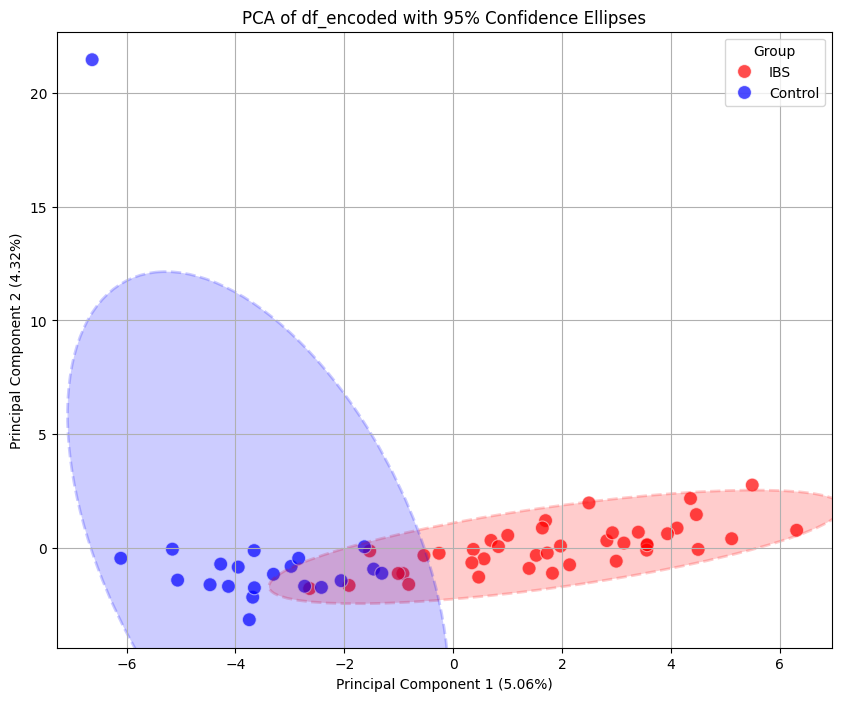 PCA of df_encoded with 95% Confidence Ellipses
Group
IBS
Control
20
15
10
5
0
Principal Component 2 (4.32%)
−6
−4
−2
0
2
4
6
Principal Component 1 (5.06%)